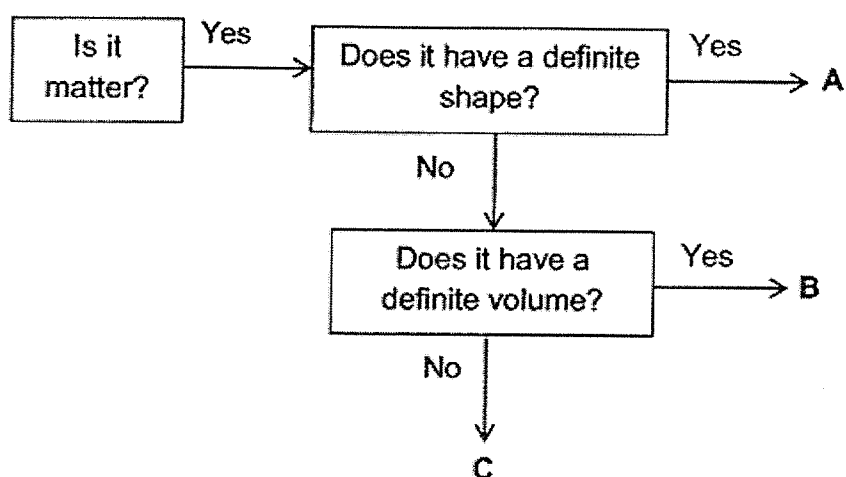 Is it
matter?
Yes
Does it have a definite
shape?
Yes
A
No
Does it have a
definite volume?
Yes
B
No
C